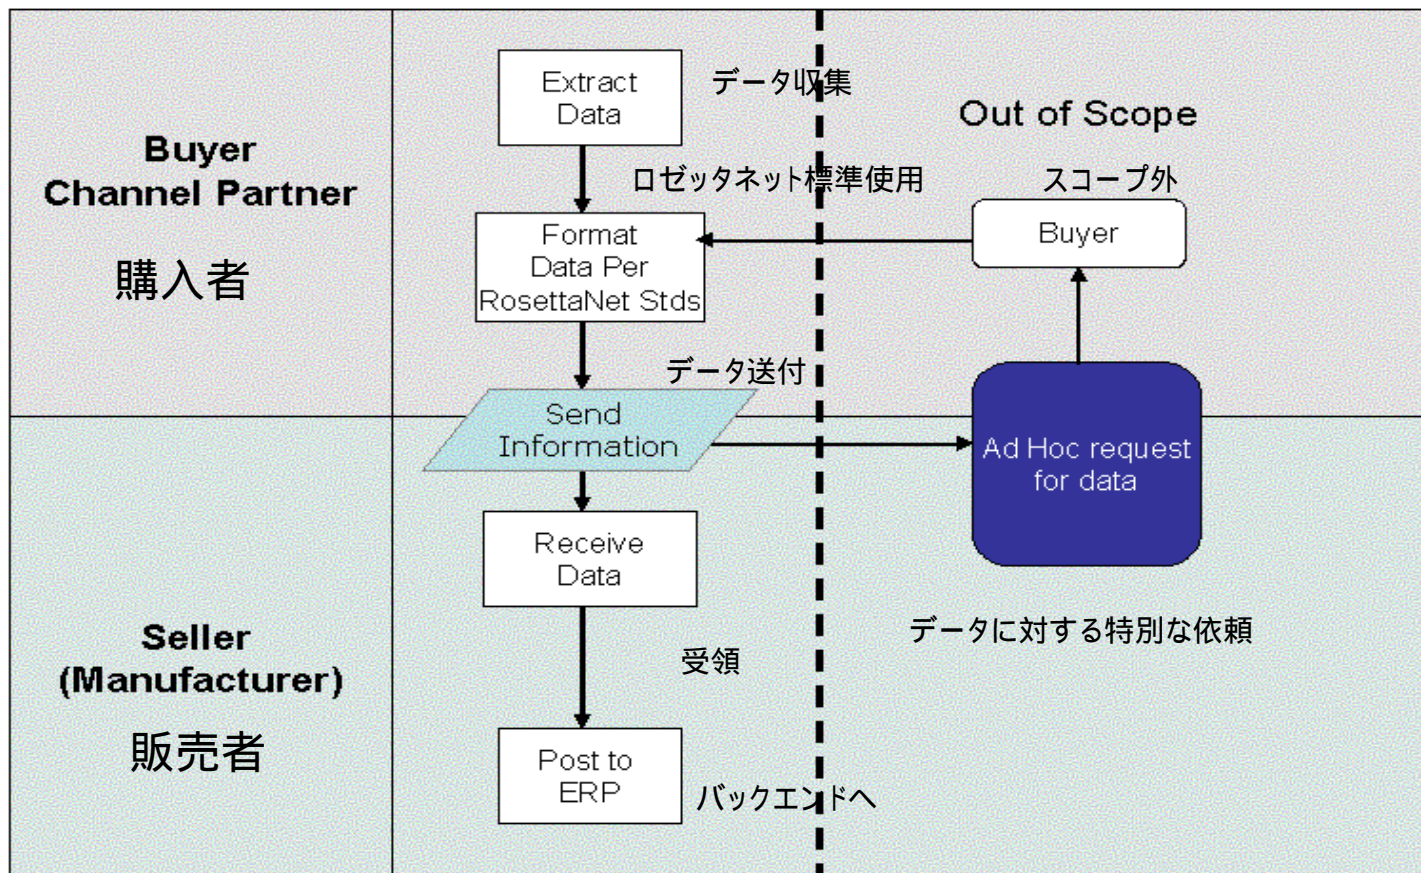 Buyer
Channel Partner
購入者
Extract
Data
データ収集
Out of Scope
スコープ外
ロゼッタネット標準使用
Format
Data Per
RosettaNet Stds
Buyer
データ送付
Send
Information
Ad Hoc request
for data
Receive
Data
データに対する特別な依頼
受領
Seller
(Manufacturer)
販売者
Post to
ERP
バックエンドへ